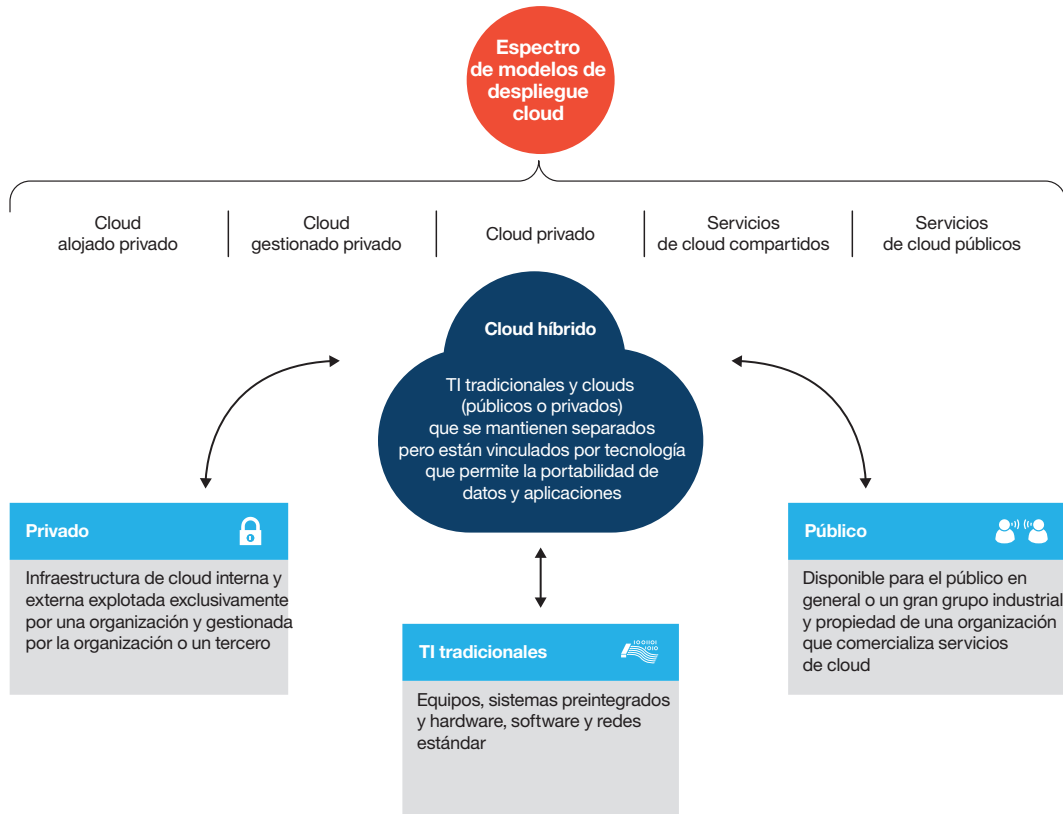 Espectro
de modelos de
despliegue
cloud
Cloud
alojado privado
Cloud
gestionado privado
Cloud privado
Servicios
de cloud compartidos
Servicios
de cloud públicos
Cloud híbrido
TI tradicionales y clouds
(públicos o privados)
que se mantienen separados
pero están vinculados por tecnología
que permite la portabilidad de
datos y aplicaciones
Privado
Infraestructura de cloud interna y
externa explotada exclusivamente
por una organización y gestionada
por la organización o un tercero
TI tradicionales
Equipos, sistemas preintegrados
y hardware, software y redes
estándar
Público
Disponible para el público en
general o un gran grupo industrial
y propiedad de una organización
que comercializa servicios
de cloud